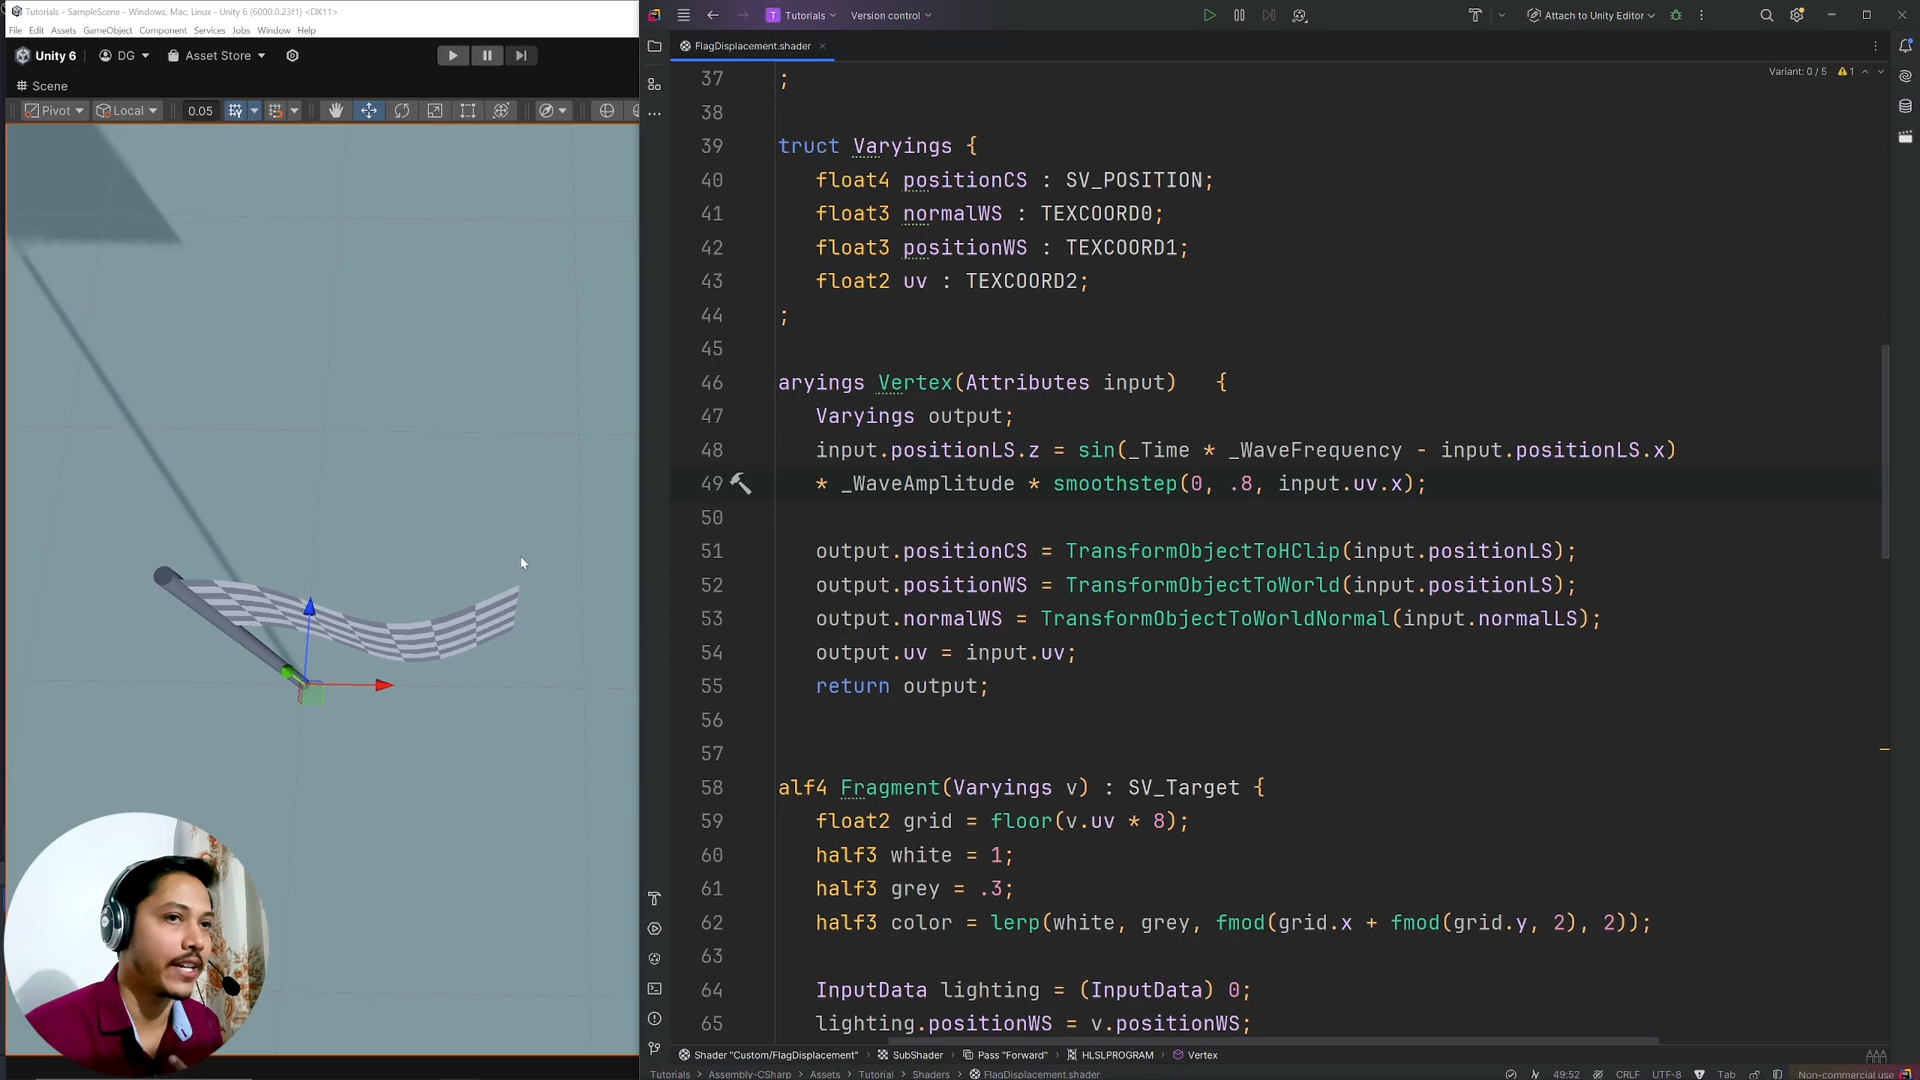 Tutorials - SampleScene - Windows, Mac, Linux - Unity 6 (6000.0.23f1) <DX11>
File Edit Assets GameObject Component Services Jobs Window Help
Unity 6 DG Asset Store
Scene
Pivot Local 0.05
Tutorials Version control Attach to Unity Editor
FlagDisplacement.shader
Variant: 0 / 5 1
37 ;
38
39 truct Varyings {
40 float4 positionCS : SV_POSITION;
41 float3 normalWS : TEXCOORD0;
42 float3 positionWS : TEXCOORD1;
43 float2 uv : TEXCOORD2;
44 ;
45
46 aryings Vertex(Attributes input) {
47 Varyings output;
48 input.positionLS.z = sin(_Time * _WaveFrequency - input.positionLS.x)
49 * _WaveAmplitude * smoothstep(0, .8, input.uv.x);
50
51 output.positionCS = TransformObjectToHClip(input.positionLS);
52 output.positionWS = TransformObjectToWorld(input.positionLS);
53 output.normalWS = TransformObjectToWorldNormal(input.normalLS);
54 output.uv = input.uv;
55 return output;
56
57
58 alf4 Fragment(Varyings v) : SV_Target {
59 float2 grid = floor(v.uv * 8);
60 half3 white = 1;
61 half3 grey = .3;
62 half3 color = lerp(white, grey, fmod(grid.x + fmod(grid.y, 2), 2));
63
64 InputData lighting = (InputData) 0;
65 lighting.positionWS = v.positionWS;
Shader "Custom/FlagDisplacement" SubShader Pass "Forward" HLSLPROGRAM Vertex
Tutorials Assembly-CSharp Assets Tutorial Shaders FlagDisplacement.shader 49:52 CRLF UTF-8 Tab Non-commercial use